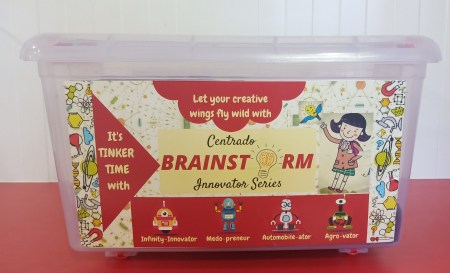 Let your creative
wings fly wild with
It's
TINKER
TIME
with
Centrado
BRAINSTORM
Innovator Series
Infinity-Innovator
Medo-preneur
Automobile-ator
Agro-vator